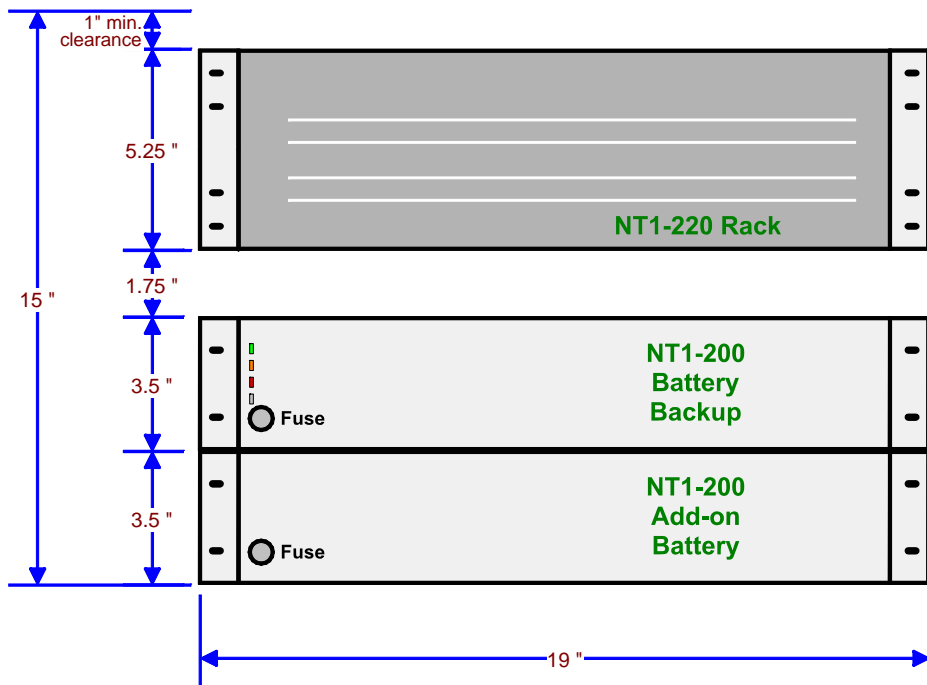 1" min.
clearance
5.25 "
NT1-220 Rack
1.75 "
15 "
3.5 "
NT1-200
Battery
Backup
Fuse
3.5 "
NT1-200
Add-on
Battery
Fuse
19 "